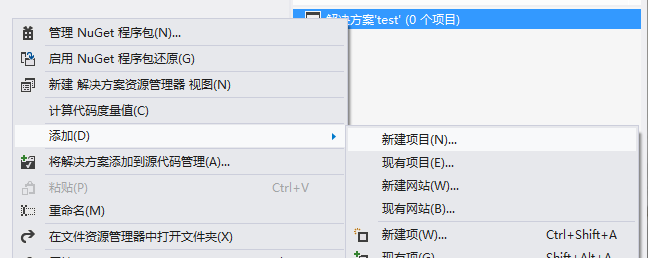 解决方案'test' (0 个项目)
管理 NuGet 程序包(N)...
启用 NuGet 程序包还原(G)
新建 解决方案资源管理器 视图(N)
计算代码度量值(C)
添加(D)
将解决方案添加到源代码管理(A)...
粘贴(P) Ctrl+V
重命名(M)
在文件资源管理器中打开文件夹(X)
新建项目(N)...
现有项目(E)...
新建网站(W)...
现有网站(B)...
新建项(W)... Ctrl+Shift+A
现有项(G)... Shift+Alt+A